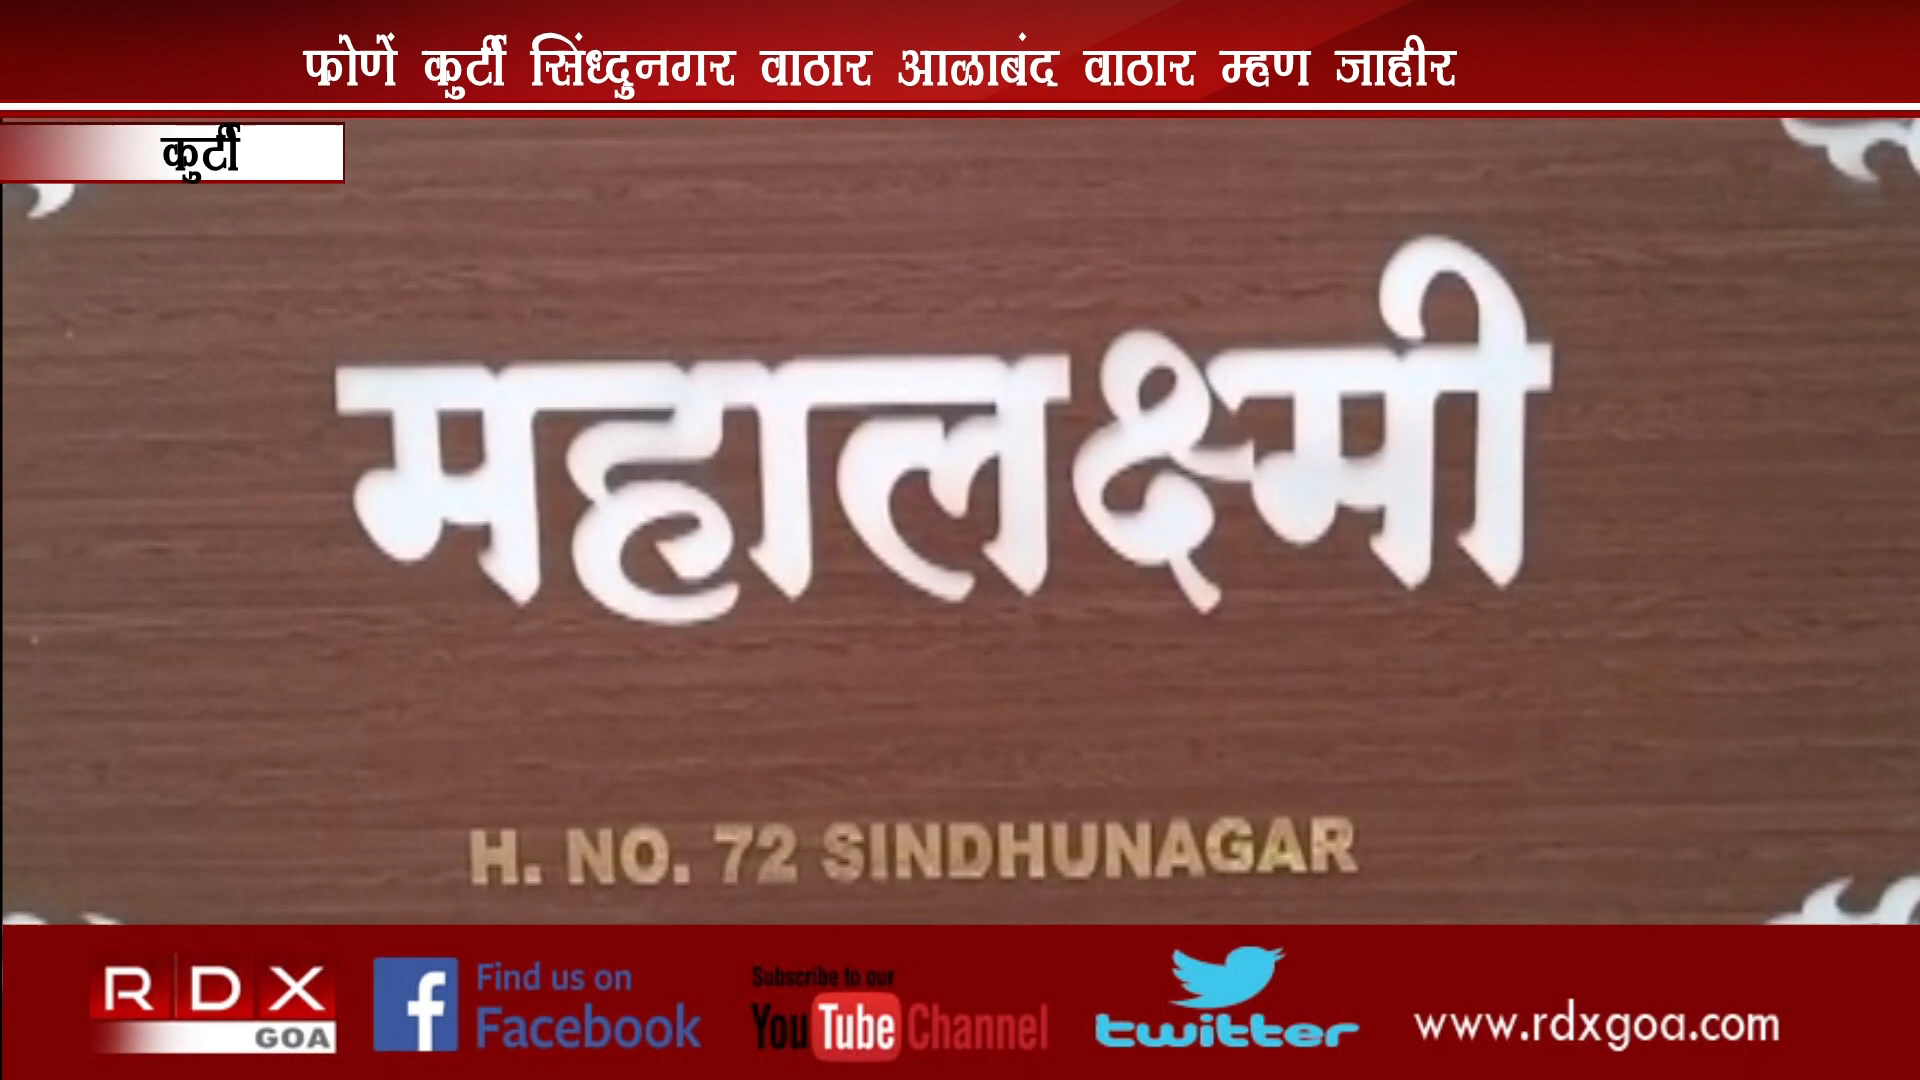 फोणें कुर्टी सिंध्दुनगर वाठार आळाबंद वाठार म्हण जाहीर
कुर्टी
महालक्ष्मी
H. NO. 72 SINDHUNAGAR
RDX
GOA
Find us on
Facebook
Subscribe to our
YouTube Channel
twitter
www.rdxgoa.com